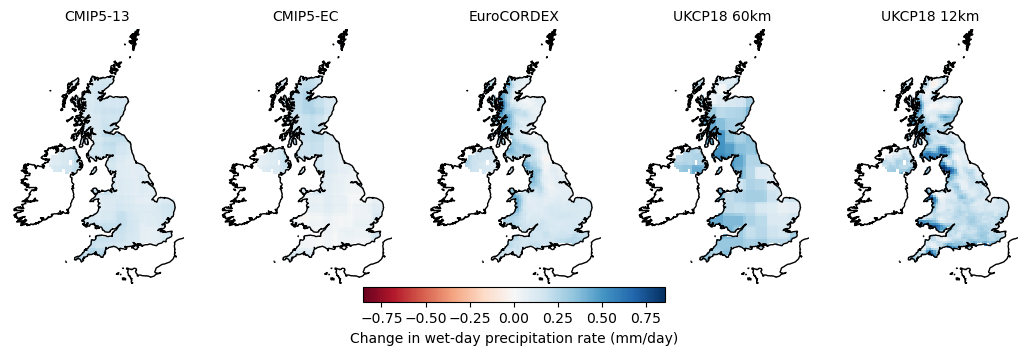 CMIP5-13 CMIP5-EC EuroCORDEX UKCP18 60km UKCP18 12km
−0.75 −0.50 −0.25 0.00 0.25 0.50 0.75
Change in wet-day precipitation rate (mm/day)